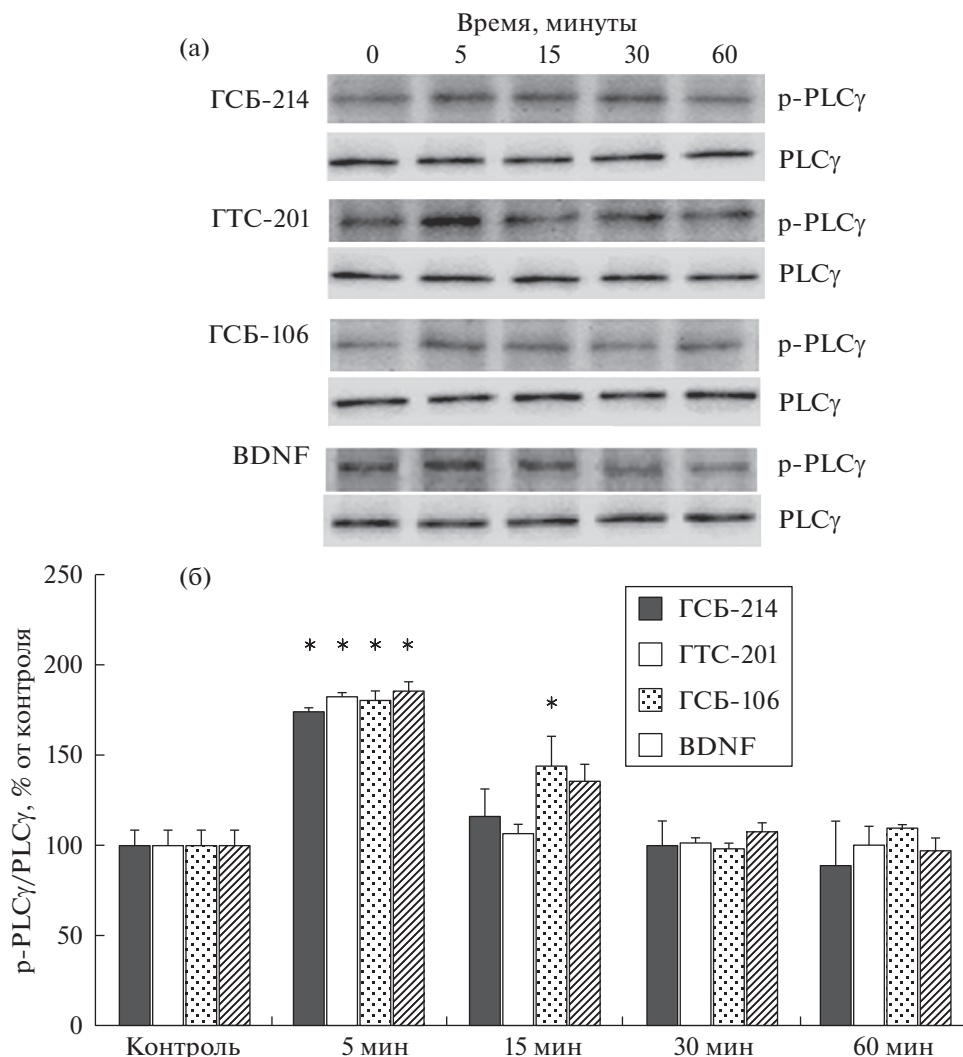 Время, минуты
(а)
0 5 15 30 60
ГСБ-214
p-PLCγ
PLCγ
ГТС-201
p-PLCγ
PLCγ
ГСБ-106
p-PLCγ
PLCγ
BDNF
p-PLCγ
PLCγ
(б)
p-PLCγ/PLCγ, % от контроля
250
200
150
100
50
0
* * * *
*
ГСБ-214
ГТС-201
ГСБ-106
BDNF
Контроль 5 мин 15 мин 30 мин 60 мин